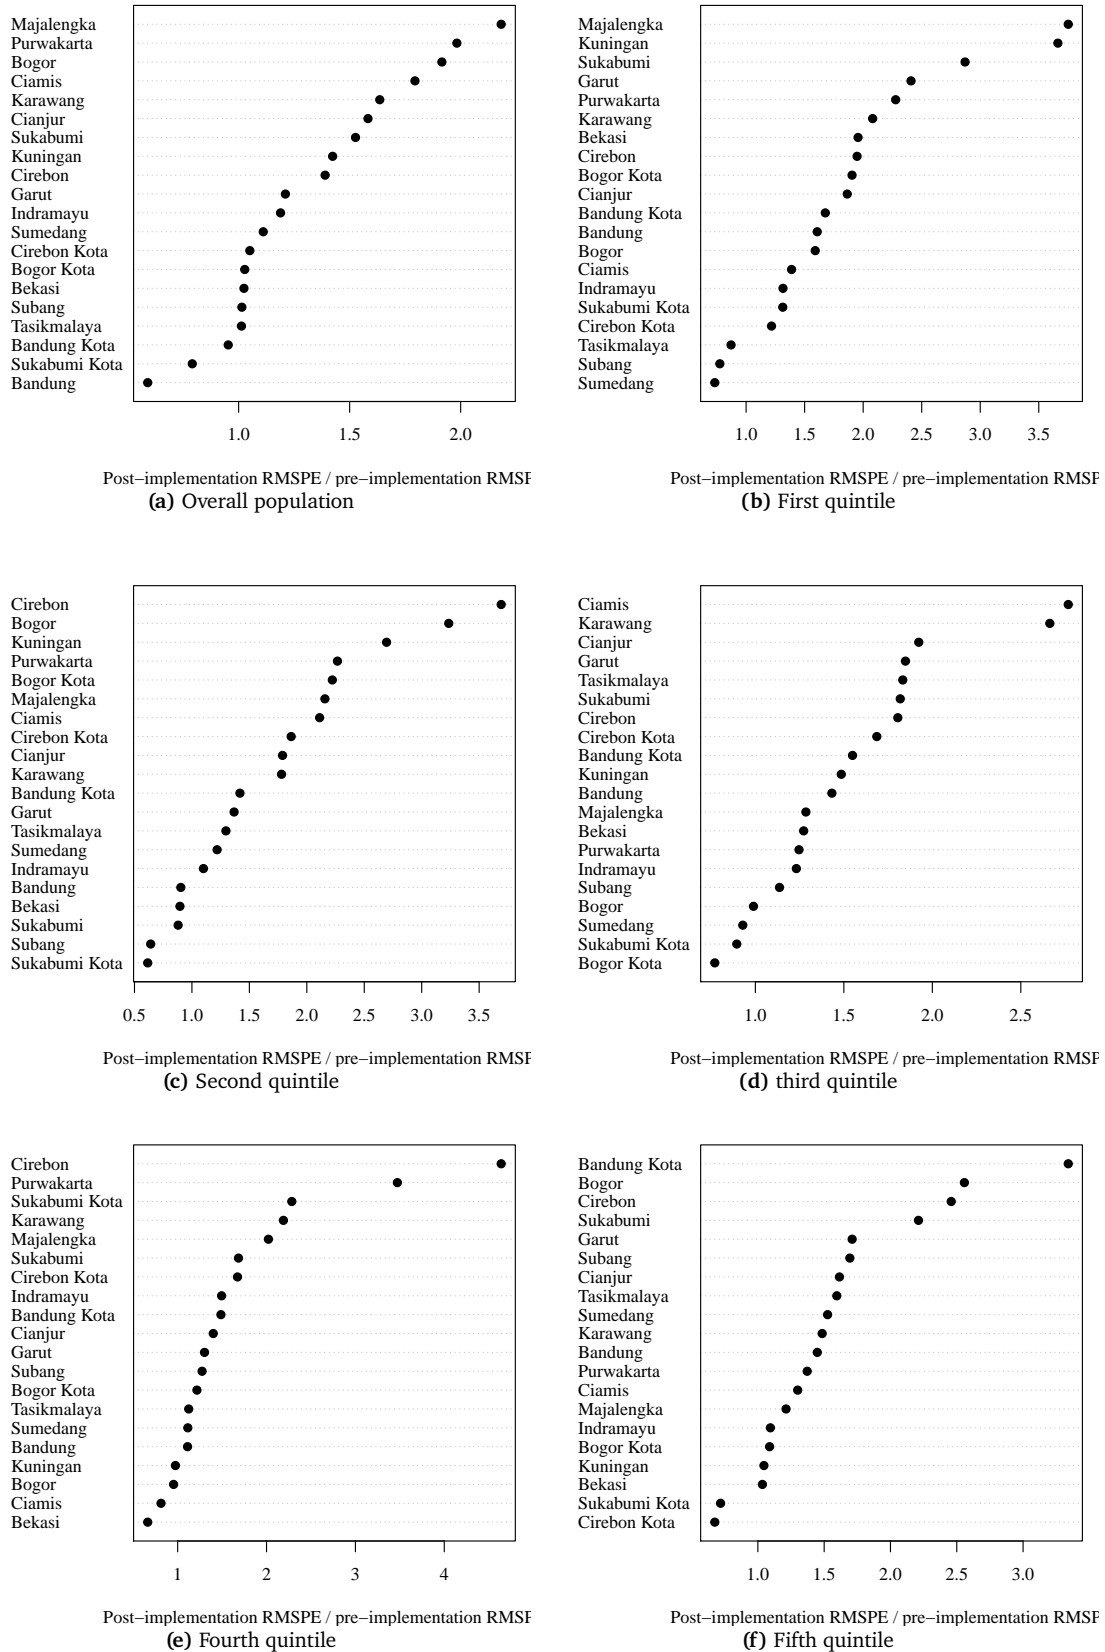 Majalengka
Purwakarta
Bogor
Ciamis
Karawang
Cianjur
Sukabumi
Kuningan
Cirebon
Garut
Indramayu
Sumedang
Cirebon Kota
Bogor Kota
Bekasi
Subang
Tasikmalaya
Bandung Kota
Sukabumi Kota
Bandung
1.0 1.5 2.0
Post−implementation RMSPE / pre−implementation RMSP
(a) Overall population
Majalengka
Kuningan
Sukabumi
Garut
Purwakarta
Karawang
Bekasi
Cirebon
Bogor Kota
Cianjur
Bandung Kota
Bandung
Bogor
Ciamis
Indramayu
Sukabumi Kota
Cirebon Kota
Tasikmalaya
Subang
Sumedang
1.0 1.5 2.0 2.5 3.0 3.5
Post−implementation RMSPE / pre−implementation RMSP
(b) First quintile
Cirebon
Bogor
Kuningan
Purwakarta
Bogor Kota
Majalengka
Ciamis
Cirebon Kota
Cianjur
Karawang
Bandung Kota
Garut
Tasikmalaya
Sumedang
Indramayu
Bandung
Bekasi
Sukabumi
Subang
Sukabumi Kota
0.5 1.0 1.5 2.0 2.5 3.0 3.5
Post−implementation RMSPE / pre−implementation RMSP
(c) Second quintile
Ciamis
Karawang
Cianjur
Garut
Tasikmalaya
Sukabumi
Cirebon
Cirebon Kota
Bandung Kota
Kuningan
Bandung
Majalengka
Bekasi
Purwakarta
Indramayu
Subang
Bogor
Sumedang
Sukabumi Kota
Bogor Kota
1.0 1.5 2.0 2.5
Post−implementation RMSPE / pre−implementation RMSP
(d) third quintile
Cirebon
Purwakarta
Sukabumi Kota
Karawang
Majalengka
Sukabumi
Cirebon Kota
Indramayu
Bandung Kota
Cianjur
Garut
Subang
Bogor Kota
Tasikmalaya
Sumedang
Bandung
Kuningan
Bogor
Ciamis
Bekasi
1 2 3 4
Post−implementation RMSPE / pre−implementation RMSP
(e) Fourth quintile
Bandung Kota
Bogor
Cirebon
Sukabumi
Garut
Subang
Cianjur
Tasikmalaya
Sumedang
Karawang
Bandung
Purwakarta
Ciamis
Majalengka
Indramayu
Bogor Kota
Kuningan
Bekasi
Sukabumi Kota
Cirebon Kota
1.0 1.5 2.0 2.5 3.0
Post−implementation RMSPE / pre−implementation RMSP
(f) Fifth quintile